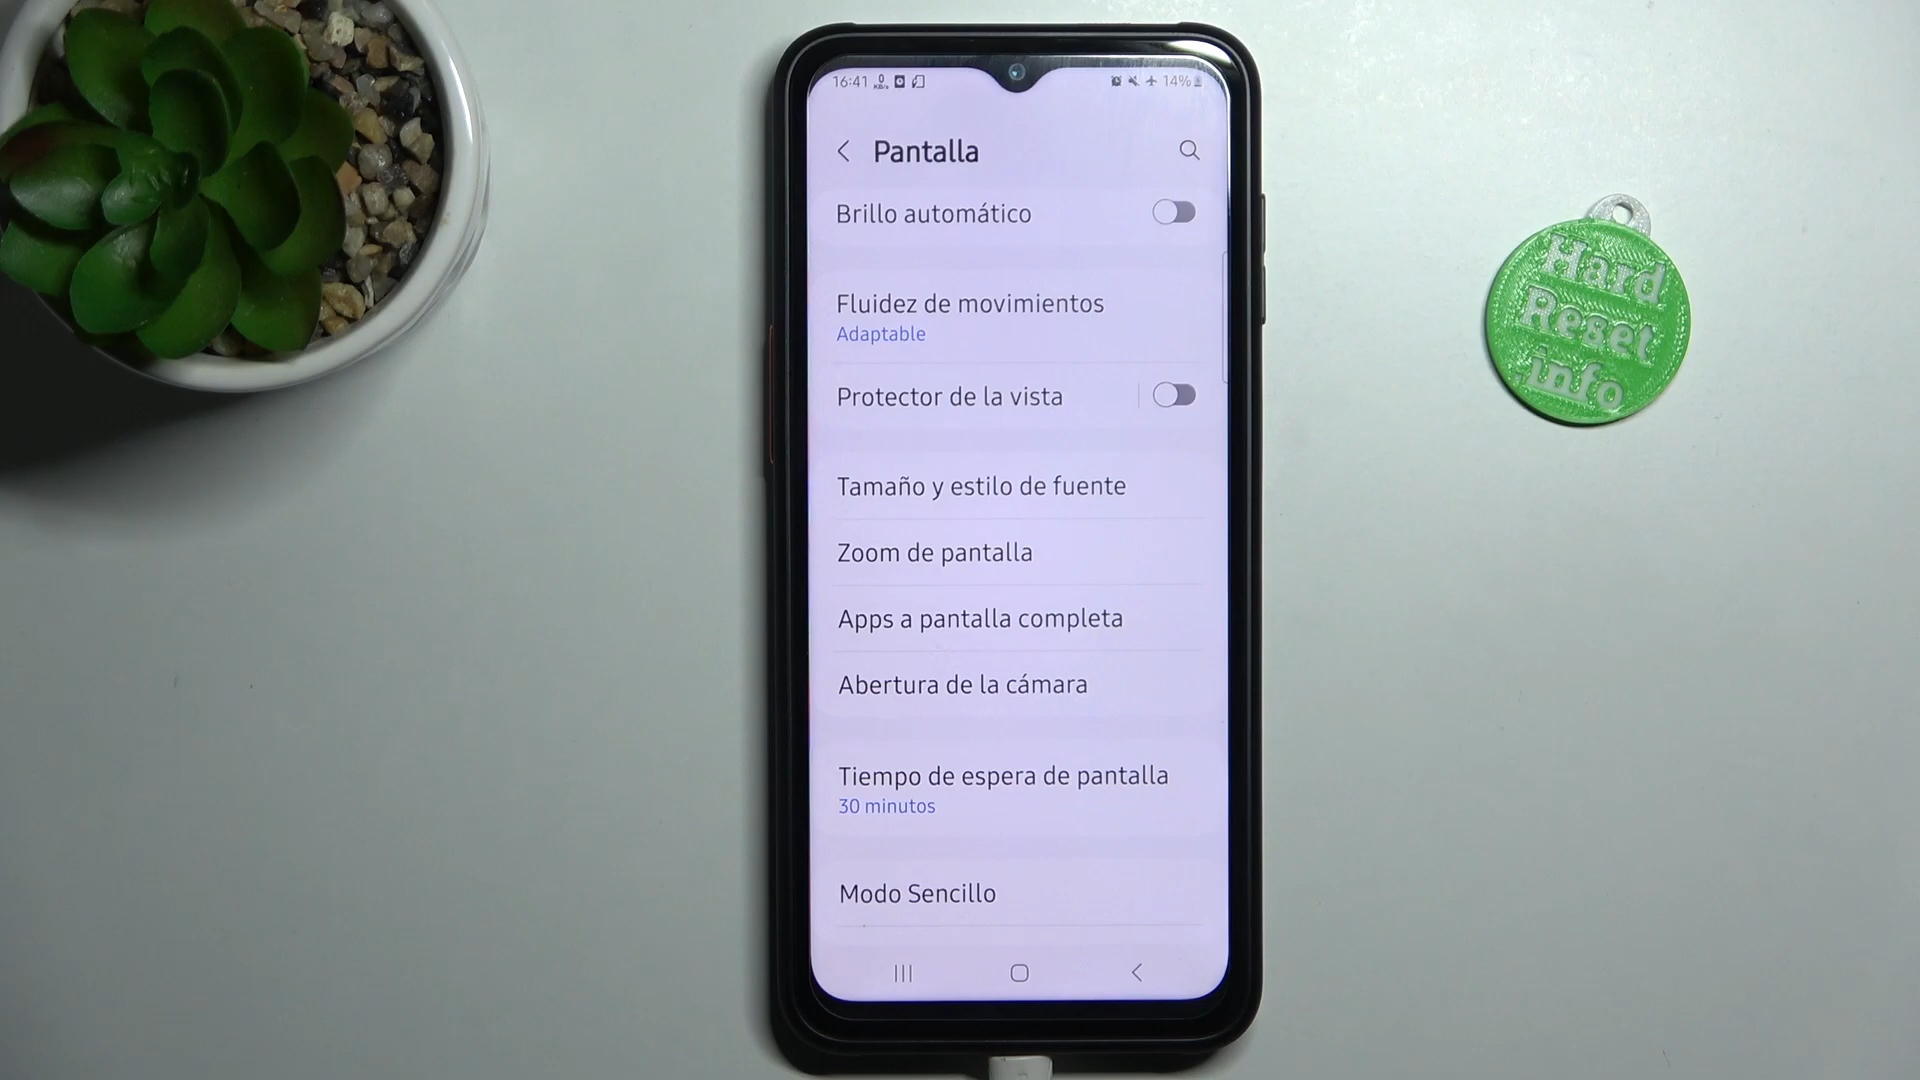 16:41 0 KB/s 14%
Pantalla
Brillo automático
Fluidez de movimientos
Adaptable
Protector de la vista
Tamaño y estilo de fuente
Zoom de pantalla
Apps a pantalla completa
Abertura de la cámara
Tiempo de espera de pantalla
30 minutos
Modo Sencillo
Hard
Reset
info